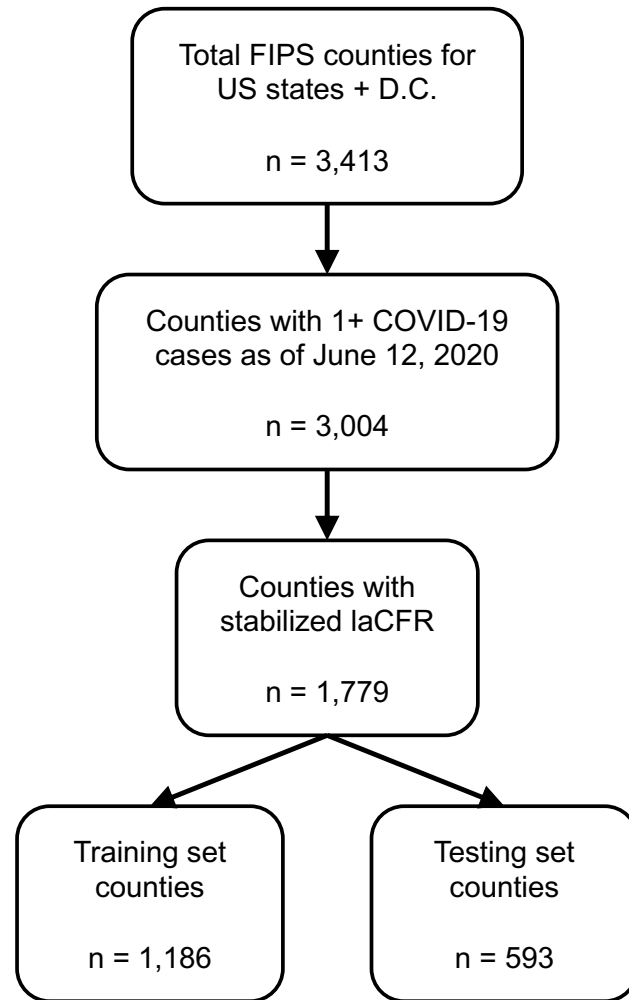 Total FIPS counties for
US states + D.C.
n = 3,413
Counties with 1+ COVID-19
cases as of June 12, 2020
n = 3,004
Counties with
stabilized laCFR
n = 1,779
Training set
counties
n = 1,186
Testing set
counties
n = 593